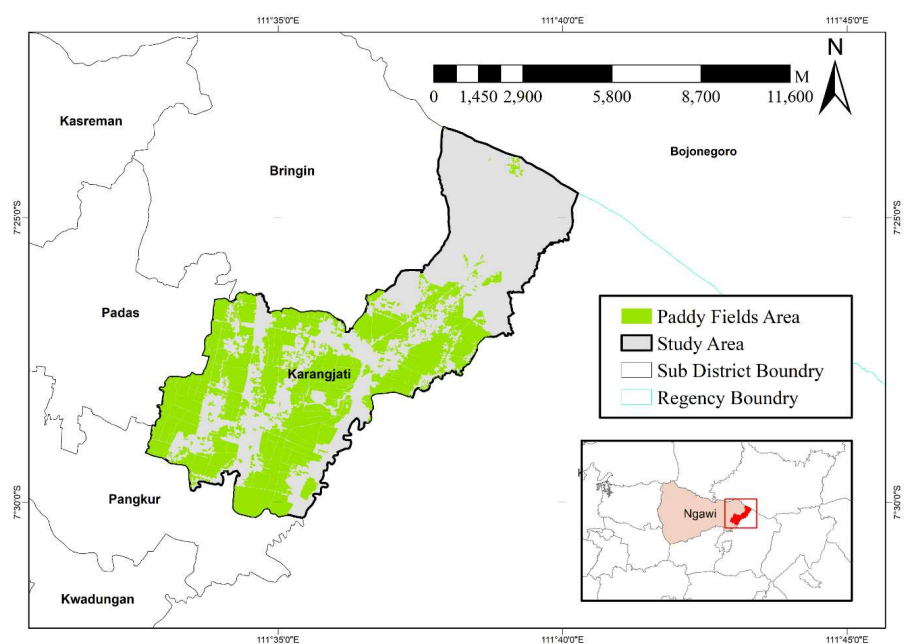 111°35'0"E 111°40'0"E 111°45'0"E
N
M
0 1,450 2,900 5,800 8,700 11,600
Kasreman
Bojonegoro
Bringin
7°25'0"S 7°25'0"S
Padas
Paddy Fields Area
Study Area
Karangjati
Sub District Boundry
Regency Boundry
Pangkur
7°30'0"S 7°30'0"S
Ngawi
Kwadungan
111°35'0"E 111°40'0"E 111°45'0"E